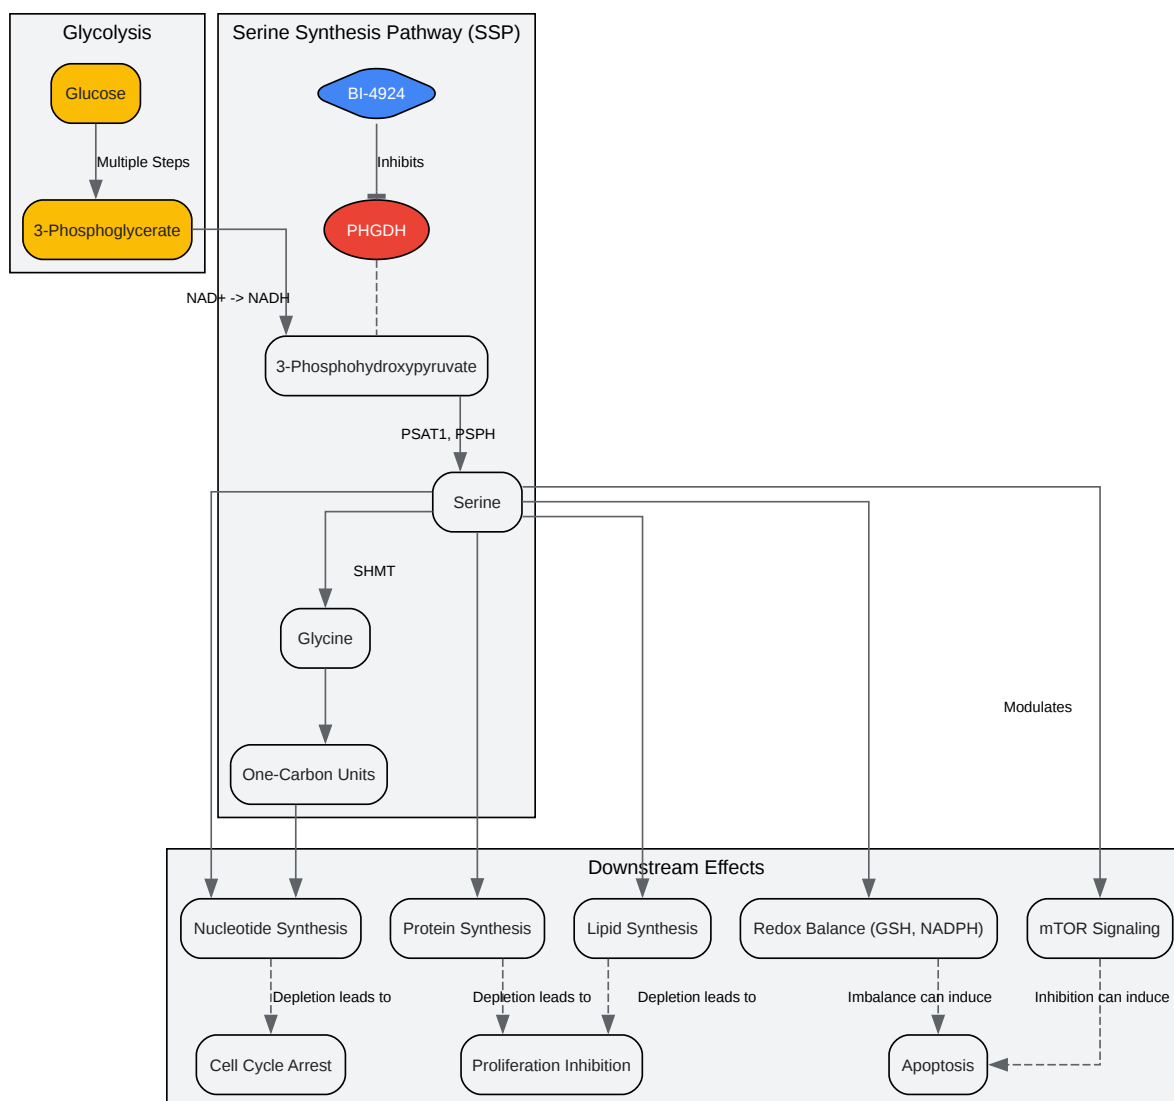 Glycolysis
Serine Synthesis Pathway (SSP)
Glucose
BI-4924
Multiple Steps
Inhibits
3-Phosphoglycerate
PHGDH
NAD+ -> NADH
3-Phosphohydroxypyruvate
PSAT1, PSPH
Serine
SHMT
Glycine
Modulates
One-Carbon Units
Downstream Effects
Nucleotide Synthesis
Protein Synthesis
Lipid Synthesis
Redox Balance (GSH, NADPH)
mTOR Signaling
Depletion leads to
Depletion leads to
Depletion leads to
Imbalance can induce
Inhibition can induce
Cell Cycle Arrest
Proliferation Inhibition
Apoptosis